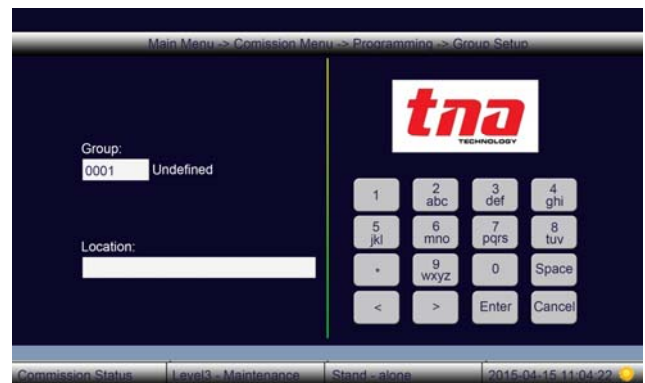 Main Menu -> Comission Menu -> Programming -> Group Setup
tna
TECHNOLOGY
Group:
0001 Undefined
Location:
1
2
abc
3
def
4
ghi
5
jkl
6
mno
7
pqrs
8
tuv
*
9
wxyz
0
Space
<
>
Enter
Cancel
Commission Status
Level3 - Maintenance
Stand - alone
2015-04-15 11:04:22